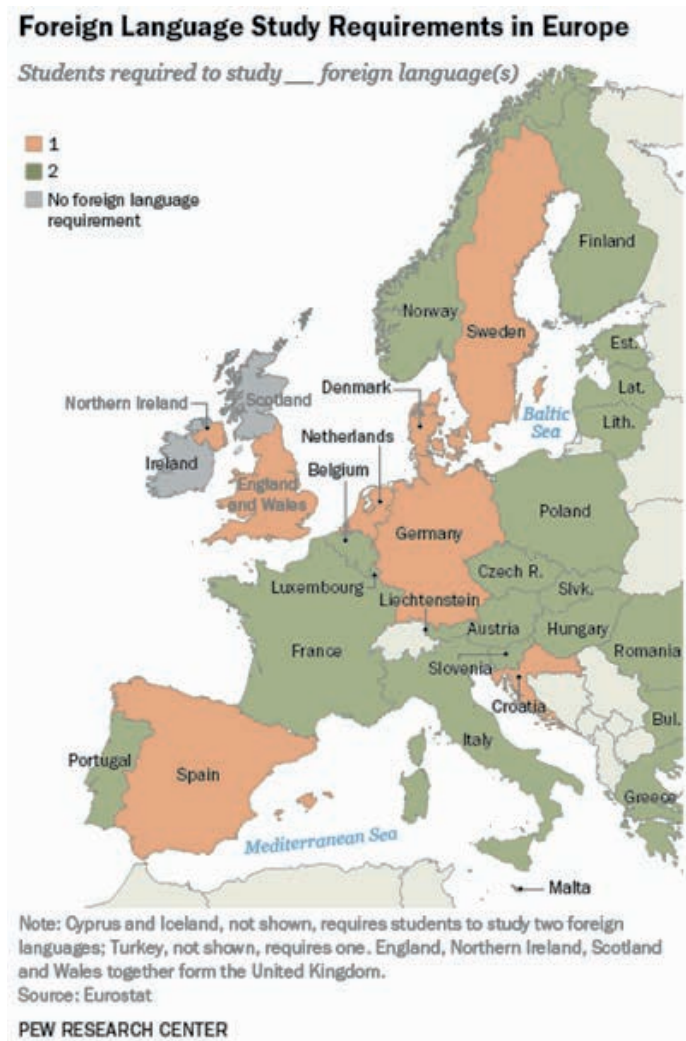 Foreign Language Study Requirements in Europe
Students required to study __ foreign language(s)
1
2
No foreign language
requirement
Finland
Norway
Sweden
Est.
Denmark
Lat.
Northern Ireland
Scotland
Baltic
Sea
Lith.
Netherlands
Ireland
Belgium
England
and Wales
Poland
Germany
Czech R.
Luxembourg
Slvk.
Liechtenstein
Austria
Hungary
France
Romania
Slovenia
Croatia
Bul.
Italy
Portugal
Spain
Greece
Mediterranean Sea
Malta
Note: Cyprus and Iceland, not shown, requires students to study two foreign
languages; Turkey, not shown, requires one. England, Northern Ireland, Scotland
and Wales together form the United Kingdom.
Source: Eurostat
PEW RESEARCH CENTER